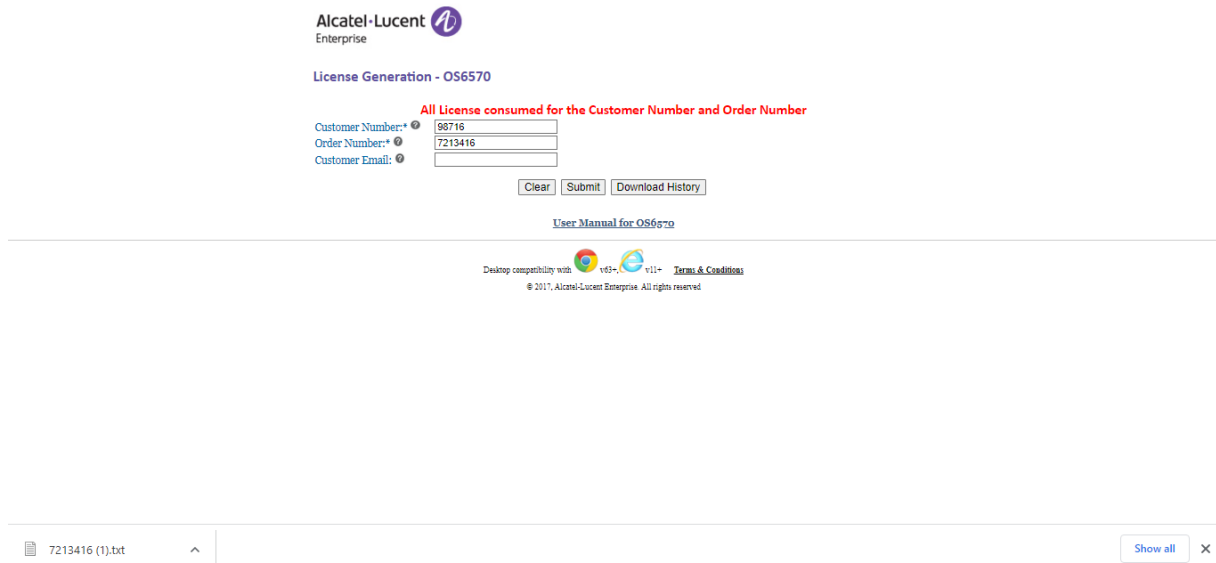 Alcatel·Lucent
Enterprise
License Generation - OS6570
All License consumed for the Customer Number and Order Number
Customer Number:* 98716
Order Number:* 7213416
Customer Email:
Clear Submit Download History
User Manual for OS6570
Desktop compatibility with v63+, v11+ Terms & Conditions
© 2017, Alcatel-Lucent Enterprise. All rights reserved
7213416 (1).txt Show all